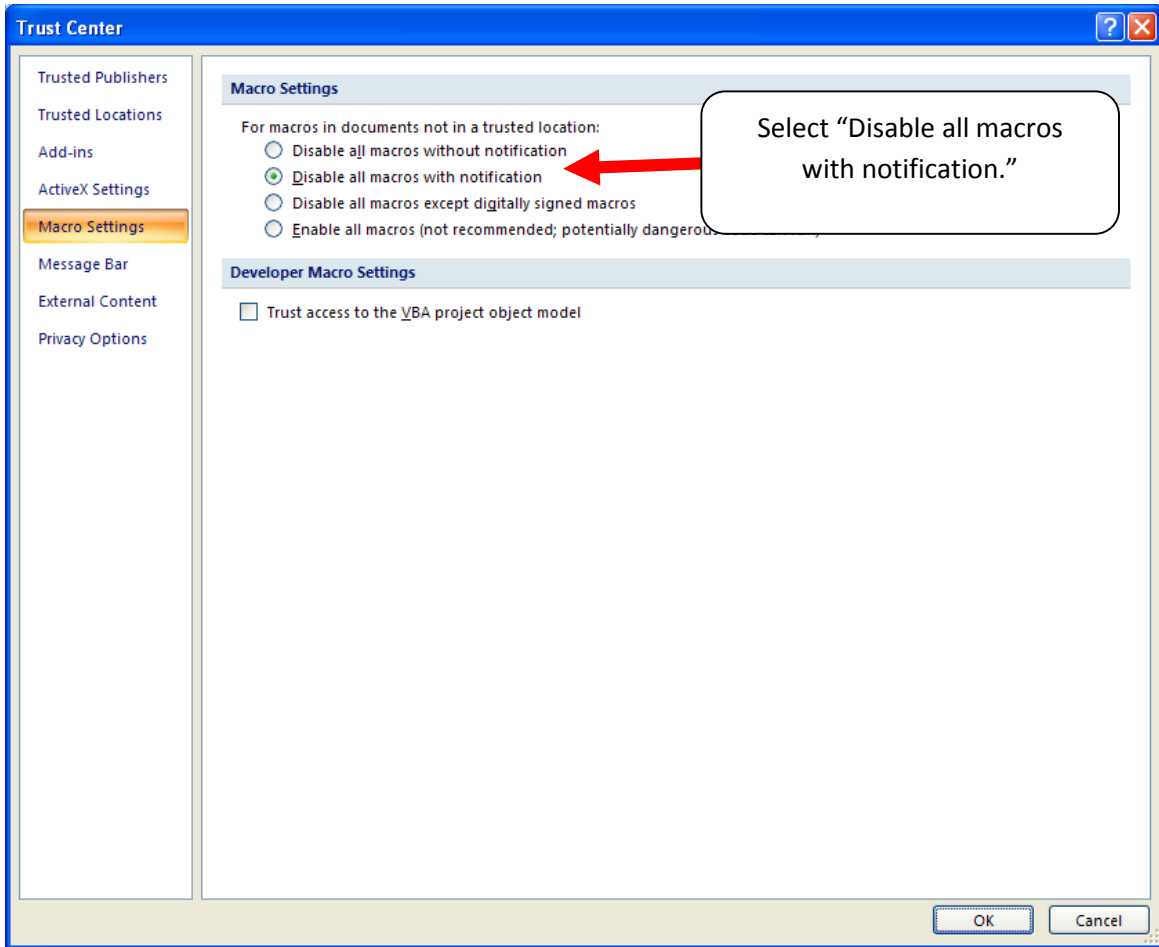 Trust Center
Trusted Publishers
Trusted Locations
Add-ins
ActiveX Settings
Macro Settings
Message Bar
External Content
Privacy Options
Macro Settings
For macros in documents not in a trusted location:
Disable all macros without notification
Disable all macros with notification
Disable all macros except digitally signed macros
Enable all macros (not recommended; potentially dangerous
Select “Disable all macros
with notification.”
Developer Macro Settings
Trust access to the VBA project object model
OK
Cancel